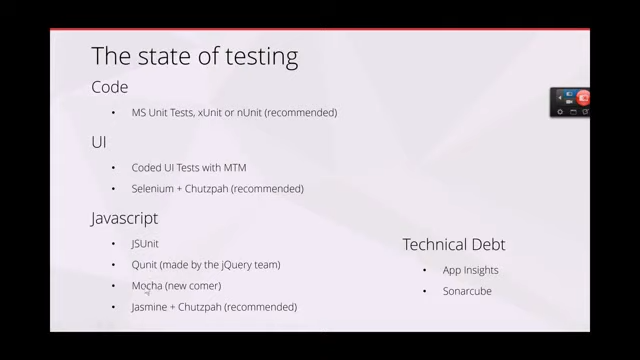 The state of testing
Code
• MS Unit Tests, xUnit or nUnit (recommended)
UI
• Coded UI Tests with MTM
• Selenium + Chutzpah (recommended)
Javascript
• JSUnit
• Qunit (made by the jQuery team)
• Mocha (new comer)
• Jasmine + Chutzpah (recommended)
Technical Debt
• App Insights
• Sonarcube